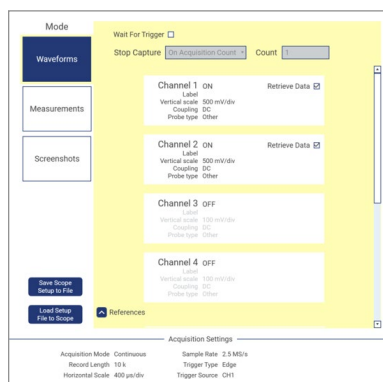 Mode
Wait For Trigger
Stop Capture On Acquisition Count Count 1
Waveforms
Measurements
Screenshots
Channel 1 ON Retrieve Data
Label
Vertical scale 500 mV/div
Coupling DC
Probe type Other
Channel 2 ON Retrieve Data
Label
Vertical scale 500 mV/div
Coupling DC
Probe type Other
Channel 3 OFF
Label
Vertical scale 100 mV/div
Coupling DC
Probe type Other
Channel 4 OFF
Label
Vertical scale 100 mV/div
Coupling DC
Probe type Other
Save Scope
Setup to File
Load Setup
File to Scope
References
Acquisition Settings
Acquisition Mode Continuous Sample Rate 2.5 MS/s
Record Length 10 k Trigger Type Edge
Horizontal Scale 400 µs/div Trigger Source CH1